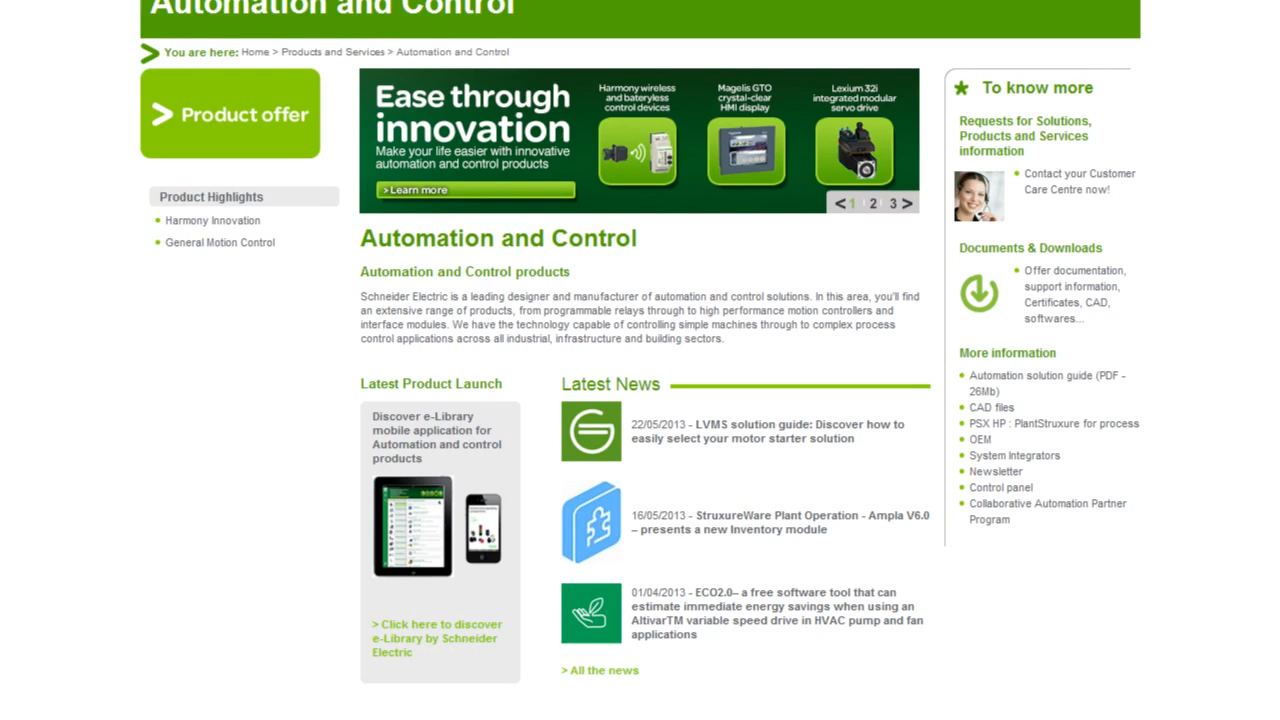 Automation and Control
You are here: Home > Products and Services > Automation and Control
Product offer
Product Highlights
Harmony Innovation
General Motion Control
Ease through
innovation
Make your life easier with innovative
automation and control products
> Learn more
Harmony wireless
and bateryless
control devices
Magelis GTO
crystal-clear
HMI display
Lexium 32i
integrated modular
servo drive
< 1 | 2 | 3 >
Automation and Control
Automation and Control products
Schneider Electric is a leading designer and manufacturer of automation and control solutions. In this area, you'll find
an extensive range of products, from programmable relays through to high performance motion controllers and
interface modules. We have the technology capable of controlling simple machines through to complex process
control applications across all industrial, infrastructure and building sectors.
Latest Product Launch
Discover e-Library
mobile application for
Automation and control
products
> Click here to discover
e-Library by Schneider
Electric
Latest News
22/05/2013 - LVMS solution guide: Discover how to
easily select your motor starter solution
16/05/2013 - StruxureWare Plant Operation - Ampla V6.0
– presents a new Inventory module
01/04/2013 - ECO2.0– a free software tool that can
estimate immediate energy savings when using an
AltivarTM variable speed drive in HVAC pump and fan
applications
> All the news
To know more
Requests for Solutions,
Products and Services
information
Contact your Customer
Care Centre now!
Documents & Downloads
Offer documentation,
support information,
Certificates, CAD,
softwares...
More information
Automation solution guide (PDF -
26Mb)
CAD files
PSX HP : PlantStruxure for process
OEM
System Integrators
Newsletter
Control panel
Collaborative Automation Partner
Program